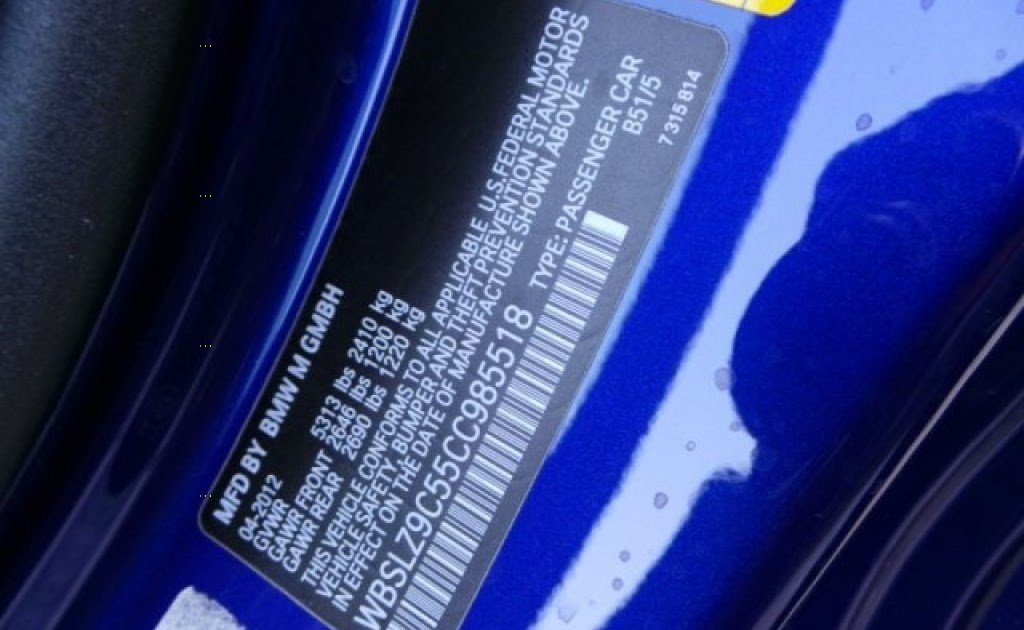 MFD BY BMW M GMBH
04-2012
GVWR 5313 lbs 2410 kg
GAWR FRONT 2646 lbs 1200 kg
GAWR REAR 2690 lbs 1220 kg
THIS VEHICLE CONFORMS TO ALL APPLICABLE U.S. FEDERAL MOTOR
VEHICLE SAFETY, BUMPER AND THEFT PREVENTION STANDARDS
IN EFFECT ON THE DATE OF MANUFACTURE SHOWN ABOVE.
WBSLZ9C55CC985518 TYPE: PASSENGER CAR
B51/5
7 315 814